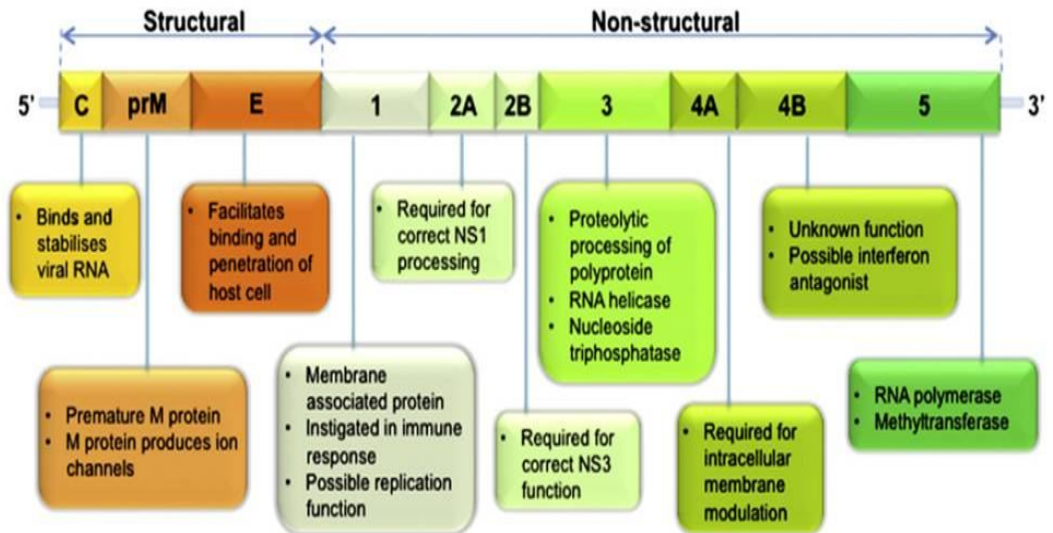 Structural
Non-structural
5'
C
prM
E
1
2A
2B
3
4A
4B
5
3'
• Binds and
stabilises
viral RNA
• Facilitates
binding and
penetration of
host cell
• Required for
correct NS1
processing
• Proteolytic
processing of
polyprotein
• RNA helicase
• Nucleoside
triphosphatase
• Unknown function
• Possible interferon
antagonist
• Premature M protein
• M protein produces ion
channels
• Membrane
associated protein
• Instigated in immune
response
• Possible replication
function
• Required for
correct NS3
function
• Required for
intracellular
membrane
modulation
• RNA polymerase
• Methyltransferase